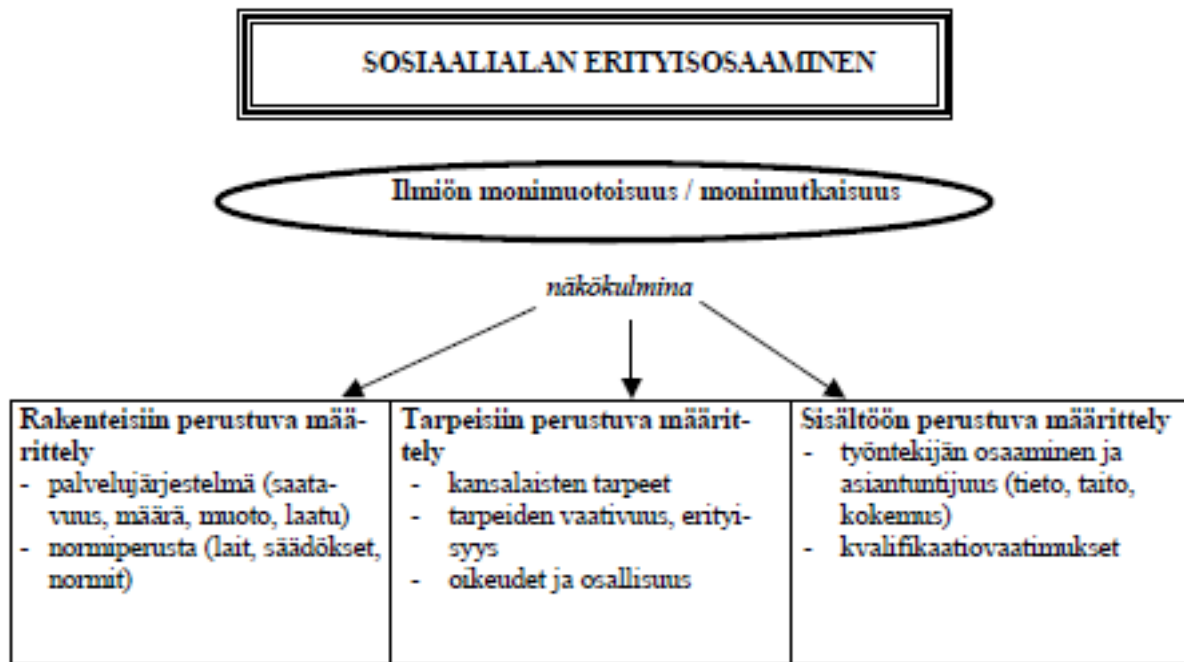 SOSIAALIALAN ERITYISOSAAMINEN
Ilmiön monimuotoisuus / monimutkaisuus
näkökulmina
Rakenteisiin perustuva mää-
rittely
- palvelujärjestelmä (saata-
vuus, määrä, muoto, laatu)
- normiperusta (lait, säädökset,
normit)
Tarpeisiin perustuva määrit-
tely
- kansalaisten tarpeet
- tarpeiden vaativuus, erityi-
syys
- oikeudet ja osallisuus
Sisältöön perustuva määrittely
- työntekijän osaaminen ja
asiantuntijuus (tieto, taito,
kokemus)
- kvalifikaatiovaatimukset